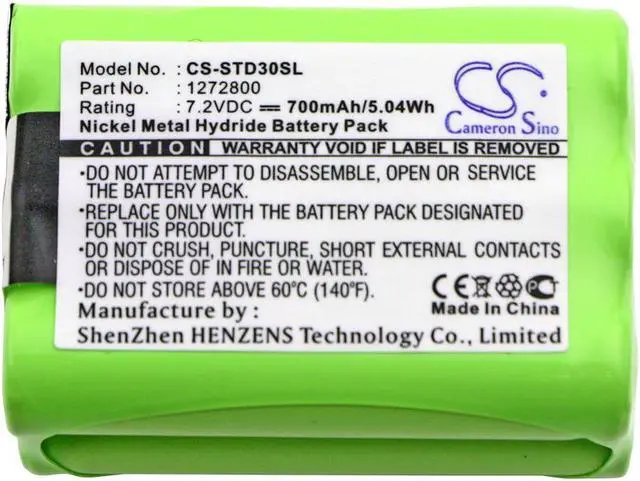 Model No. : CS-STD30SL
Part No. : 1272800
Rating : 7.2VDC ⎓ 700mAh/5.04Wh
Nickel Metal Hydride Battery Pack
CS
Cameron Sino
CAUTION WARRANTY VOID IF LABEL IS REMOVED.
•DO NOT ATTEMPT TO DISASSEMBLE, OPEN OR SERVICE
THE BATTERY PACK.
•REPLACE ONLY WITH THE BATTERY PACK DESIGNATED
FOR THIS PRODUCT.
•DO NOT CRUSH, PUNCTURE, SHORT EXTERNAL CONTACTS
OR DISPOSE OF IN FIRE OR WATER.
•DO NOT STORE ABOVE 60°C (140°F).
CE
Made In China
Manufacture by :
ShenZhen HENZENS Technology Co., Limited